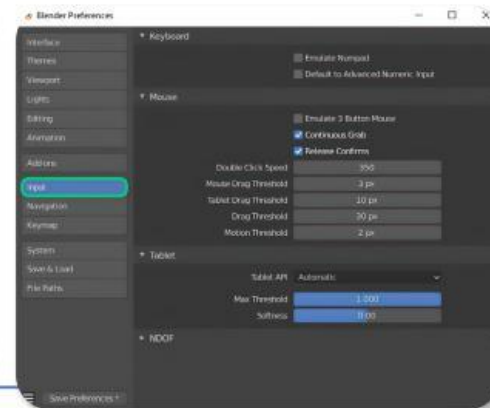 Blender Preferences
Interface
Themes
Viewport
Lights
Editing
Animation
Add-ons
Input
Navigation
Keymap
System
Save & Load
File Paths
Save Preferences
Keyboard
Emulate Numpad
Default to Advanced Numeric Input
Mouse
Emulate 3 Button Mouse
Continuous Grab
Release Confirms
Double Click Speed 350
Mouse Drag Threshold 3 px
Tablet Drag Threshold 10 px
Drag Threshold 30 px
Motion Threshold 2 px
Tablet
Tablet API Automatic
Max Threshold 1.000
Softness 0.00
NDOF